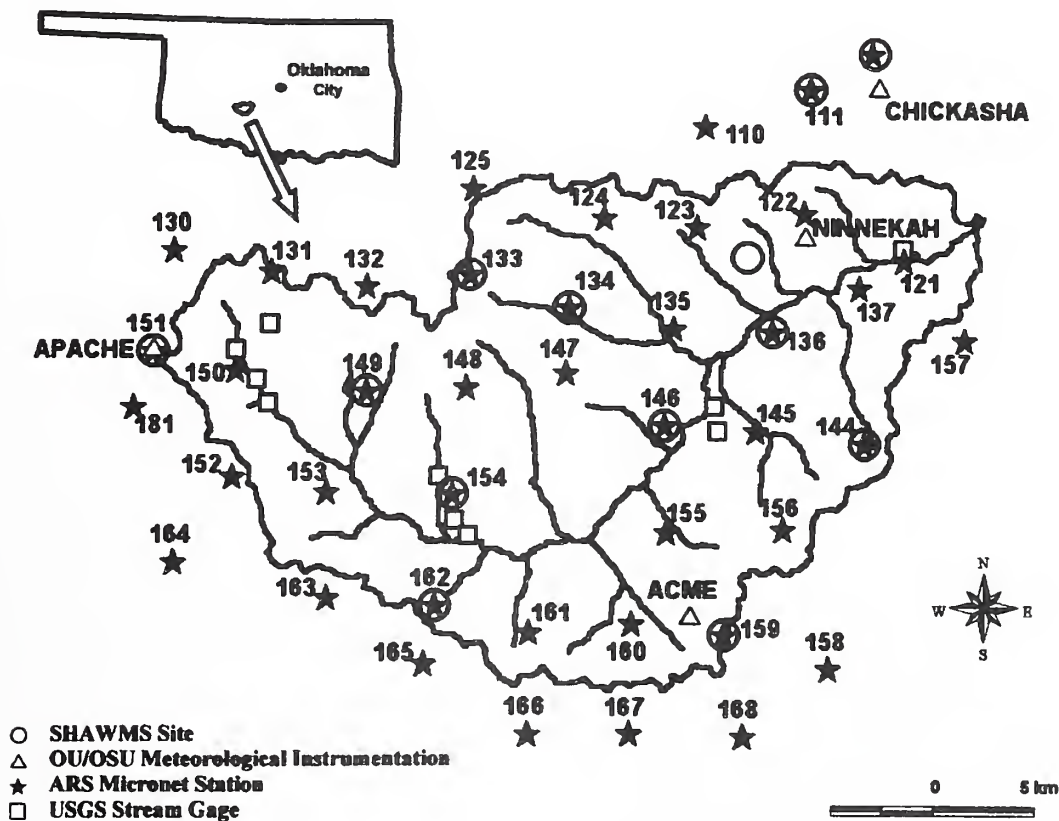 Oklahoma
City
CHICKASHA
111
110
125
124
123
122
NINNEKAH
130
131
132
133
134
135
136
137
121
157
151
APACHE
150
149
148
147
146
145
144
181
152
153
154
155
156
164
163
162
161
160
ACME
159
158
165
166
167
168
N
W
E
S
SHAWMS Site
OU/OSU Meteorological Instrumentation
ARS Micronet Station
USGS Stream Gage
0 5 km